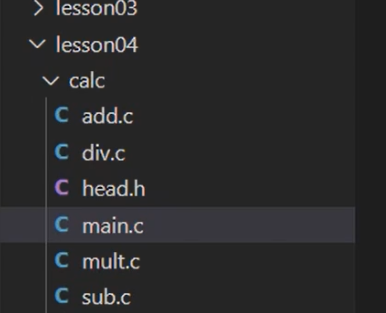 lesson03
lesson04
calc
C add.c
C div.c
C head.h
C main.c
C mult.c
C sub.c